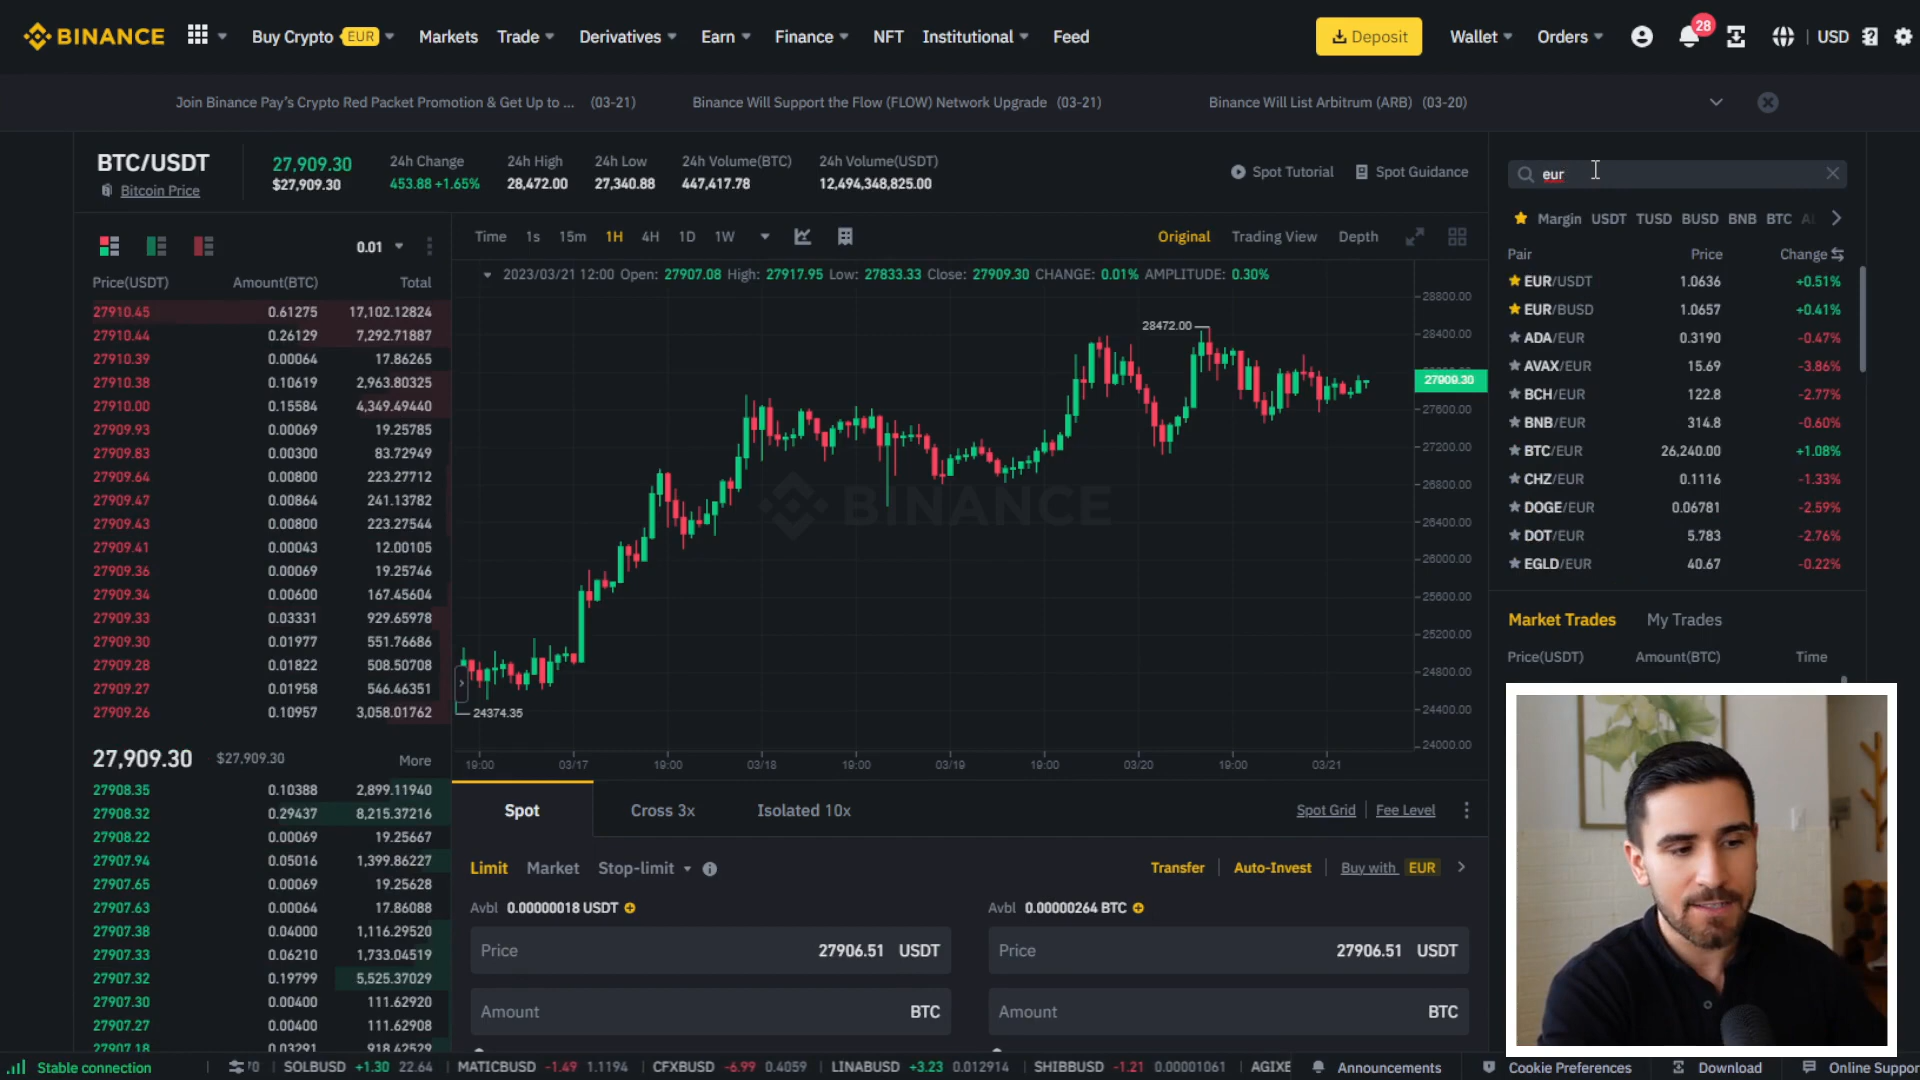 BINANCE
Buy Crypto EUR Markets Trade Derivatives Earn Finance NFT Institutional Feed Deposit Wallet Orders 28 USD
Join Binance Pay's Crypto Red Packet Promotion & Get Up to ... (03-21) Binance Will Support the Flow (FLOW) Network Upgrade (03-21) Binance Will List Arbitrum (ARB) (03-20)
BTC/USDT
Bitcoin Price
27,909.30
$27,909.30
24h Change
453.88 +1.65%
24h High
28,472.00
24h Low
27,340.88
24h Volume(BTC)
447,417.78
24h Volume(USDT)
12,494,348,825.00
Spot Tutorial Spot Guidance
0.01
Price(USDT) Amount(BTC) Total
27910.45 0.61275 17,102.12824
27910.44 0.26129 7,292.71887
27910.39 0.00064 17.86265
27910.38 0.10619 2,963.80325
27910.00 0.15584 4,349.49440
27909.93 0.00069 19.25785
27909.83 0.00300 83.72949
27909.64 0.00800 223.27712
27909.47 0.00864 241.13782
27909.43 0.00800 223.27544
27909.41 0.00043 12.00105
27909.36 0.00069 19.25746
27909.34 0.00600 167.45604
27909.33 0.03331 929.65978
27909.30 0.01977 551.76686
27909.28 0.01822 508.50708
27909.27 0.01958 546.46351
27909.26 0.10957 3,058.01762
27,909.30 $27,909.30 More
27908.35 0.10388 2,899.11940
27908.32 0.29437 8,215.37216
27908.22 0.00069 19.25667
27907.94 0.05016 1,399.86227
27907.65 0.00069 19.25628
27907.63 0.00064 17.86088
27907.38 0.04000 1,116.29520
27907.33 0.06210 1,733.04519
27907.32 0.19799 5,525.37029
27907.30 0.00400 111.62920
27907.27 0.00400 111.62908
27907.18 0.03291 918.42529
Time 1s 15m 1H 4H 1D 1W Original Trading View Depth
2023/03/21 12:00 Open: 27907.08 High: 27917.95 Low: 27833.33 Close: 27909.30 CHANGE: 0.01% AMPLITUDE: 0.30%
28800.00
28472.00
28400.00
27909.30
27600.00
27200.00
26800.00
BINANCE
26400.00
26000.00
25600.00
25200.00
24800.00
24374.35
24400.00
24000.00
19:00 03/17 19:00 03/18 19:00 03/19 19:00 03/20 19:00 03/21
Spot Cross 3x Isolated 10x Spot Grid Fee Level
Limit Market Stop-limit Transfer Auto-Invest Buy with EUR
Avbl 0.00000018 USDT Avbl 0.00000264 BTC
Price 27906.51 USDT Price 27906.51 USDT
Amount BTC Amount BTC
eur
Margin USDT TUSD BUSD BNB BTC
Pair Price Change
EUR/USDT 1.0636 +0.51%
EUR/BUSD 1.0657 +0.41%
ADA/EUR 0.3190 -0.47%
AVAX/EUR 15.69 -3.86%
BCH/EUR 122.8 -2.77%
BNB/EUR 314.8 -0.60%
BTC/EUR 26,240.00 +1.08%
CHZ/EUR 0.1116 -1.33%
DOGE/EUR 0.06781 -2.59%
DOT/EUR 5.783 -2.76%
EGLD/EUR 40.67 -0.22%
Market Trades My Trades
Price(USDT) Amount(BTC) Time
Stable connection SOLBUSD +1.30 22.64 MATICBUSD -1.49 1.1194 CFXBUSD -6.99 0.4059 LINABUSD +3.23 0.012914 SHIBBUSD -1.21 0.00001061 AGIXE Announcements Cookie Preferences Download Online Suppor